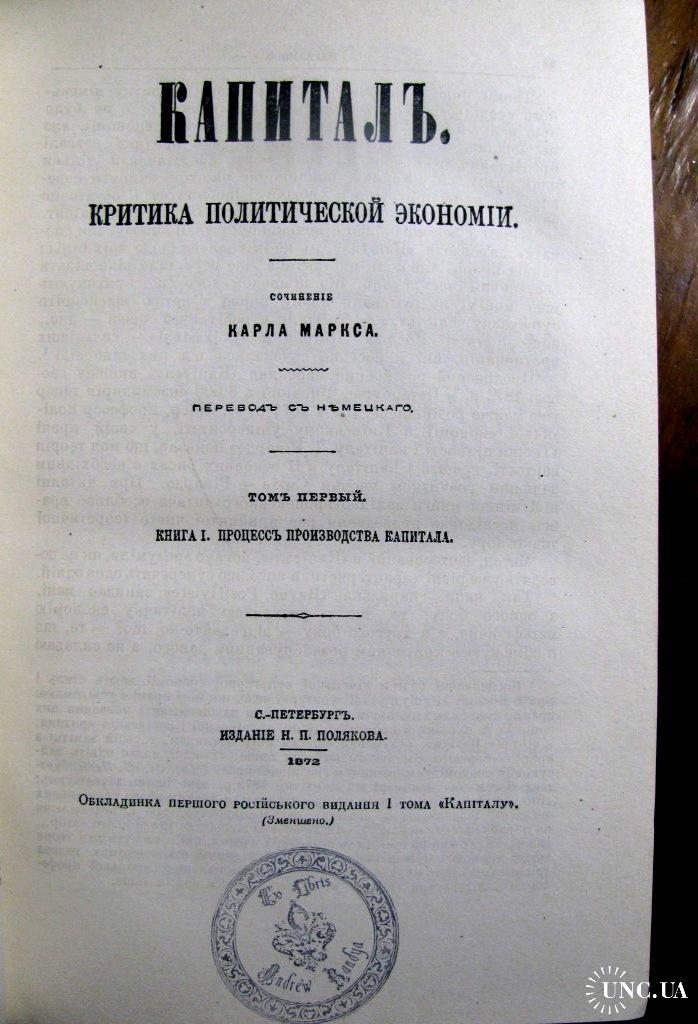 КАПИТАЛЪ.
КРИТИКА ПОЛИТИЧЕСКОЙ ЭКОНОМІИ.
СОЧИНЕНІЕ
КАРЛА МАРКСА.
ПЕРЕВОДЪ СЪ НѢМЕЦКАГО.
ТОМЪ ПЕРВЫЙ.
КНИГА I. ПРОЦЕССЪ ПРОИЗВОДСТВА КАПИТАЛА.
С.-ПЕТЕРБУРГЪ.
ИЗДАНІЕ Н. П. ПОЛЯКОВА.
1872
Обкладинка першого російського видання I тома «Капіталу».
(Зменшено.)
Ex Libris
Andrew
UNC.UA